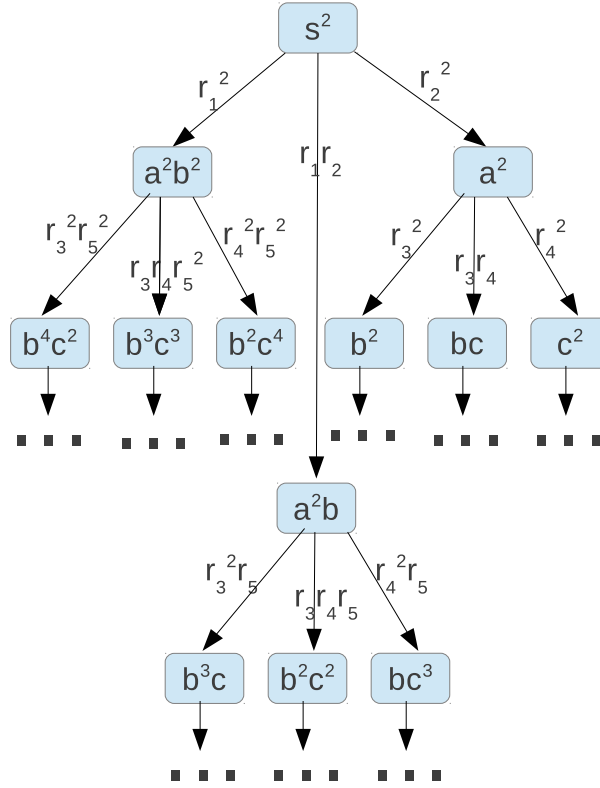 s²
r₁² r₂²
r₁r₂
a²b² a²
r₃²r₅² r₃r₄r₅² r₄²r₅² r₃² r₃r₄ r₄²
b⁴c² b³c³ b²c⁴ b² bc c²
a²b
r₃²r₅ r₃r₄r₅ r₄²r₅
b³c b²c² bc³